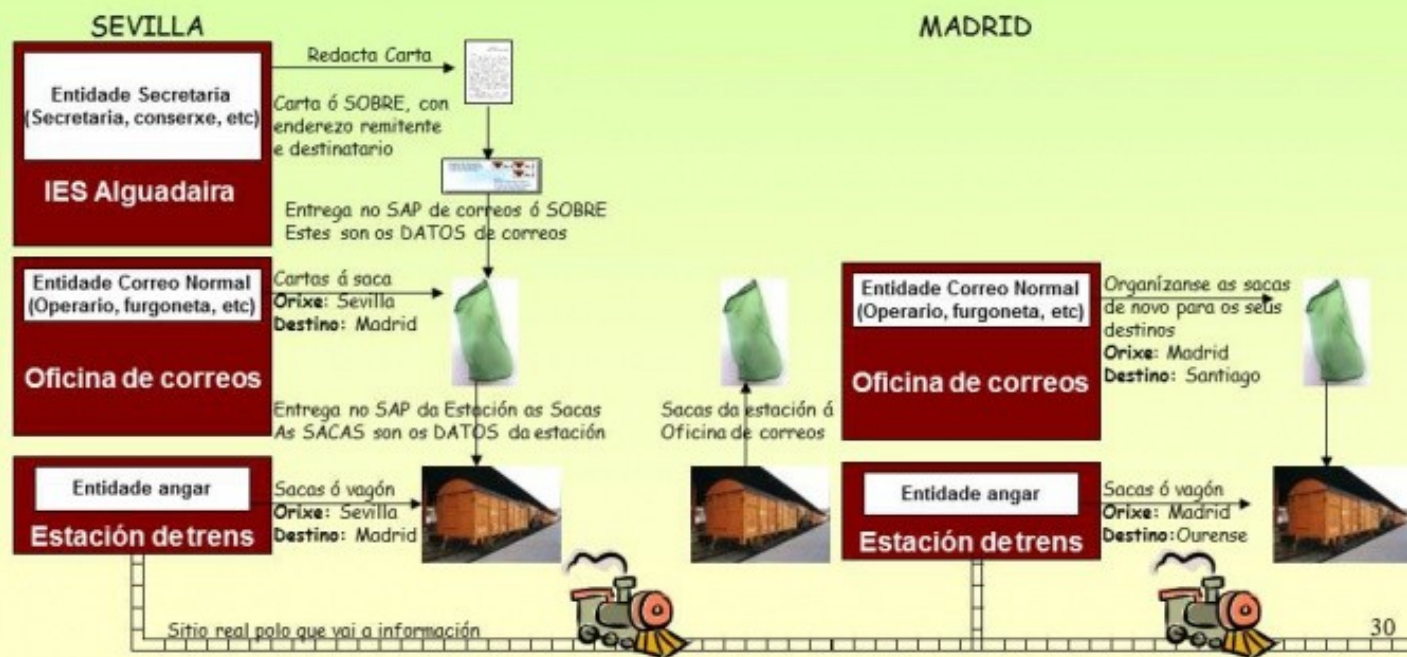 SEVILLA
MADRID
Entidade Secretaria
(Secretaria, conserxe, etc)
IES Alguadaira
Redacta Carta
Carta ó SOBRE, con
enderezo remitente
e destinatario
Entrega no SAP de correos ó SOBRE
Estes son os DATOS de correos
Entidade Correo Normal
(Operario, furgoneta, etc)
Oficina de correos
Cartas á saca
Orixe: Sevilla
Destino: Madrid
Entrega no SAP da Estación as Sacas
As SACAS son os DATOS da estación
Entidade angar
Estación de trens
Sacas ó vagón
Orixe: Sevilla
Destino: Madrid
Sacas da estación á
Oficina de correos
Entidade Correo Normal
(Operario, furgoneta, etc)
Oficina de correos
Organízanse as sacas
de novo para os seus
destinos
Orixe: Madrid
Destino: Santiago
Entidade angar
Estación de trens
Sacas ó vagón
Orixe: Madrid
Destino:Ourense
Sitio real polo que vai a información
30